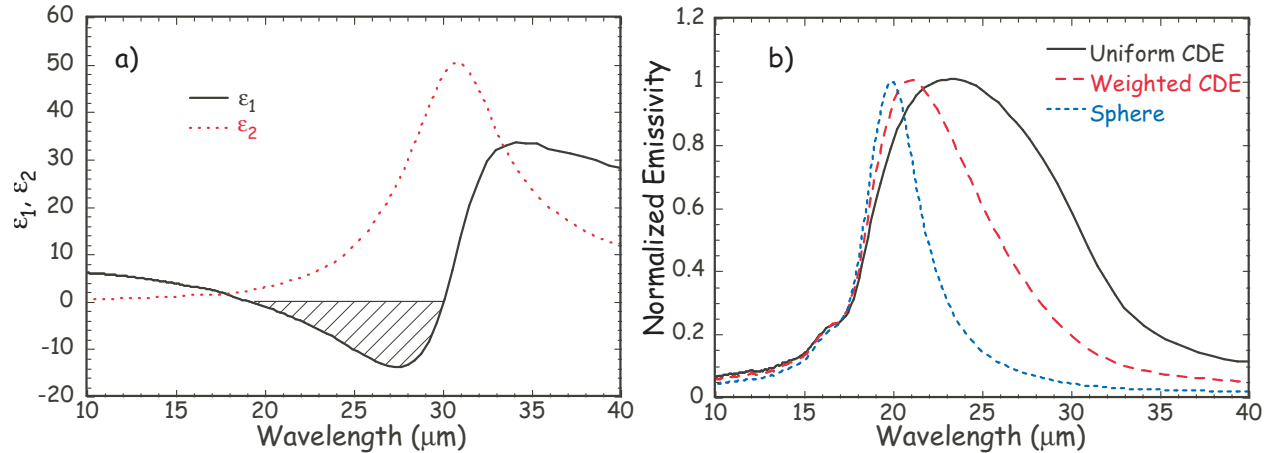 a)
ε1
ε2
ε1, ε2
60
50
40
30
20
10
0
-10
-20
10
15
20
25
30
35
40
Wavelength (μm)
b)
Uniform CDE
Weighted CDE
Sphere
Normalized Emissivity
1.2
1
0.8
0.6
0.4
0.2
0
10
15
20
25
30
35
40
Wavelength (μm)